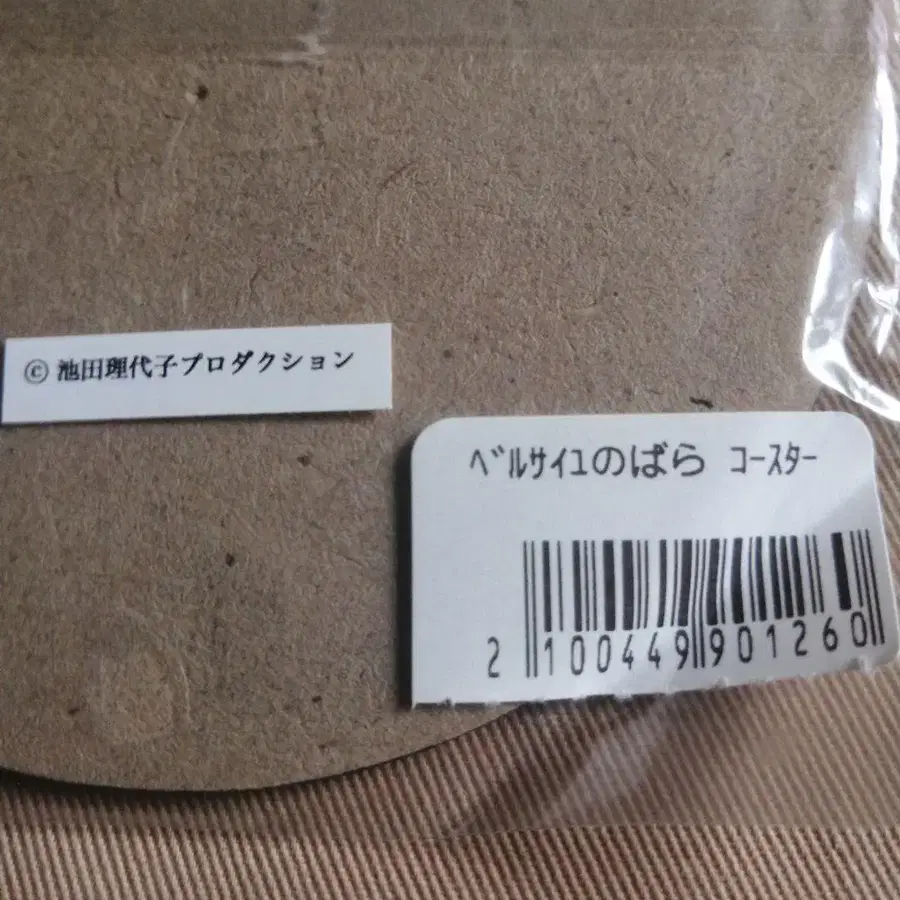 © 池田理代子プロダクション
ﾍﾞﾙｻｲﾕのばら ｺｰｽﾀｰ
2 100449 901260